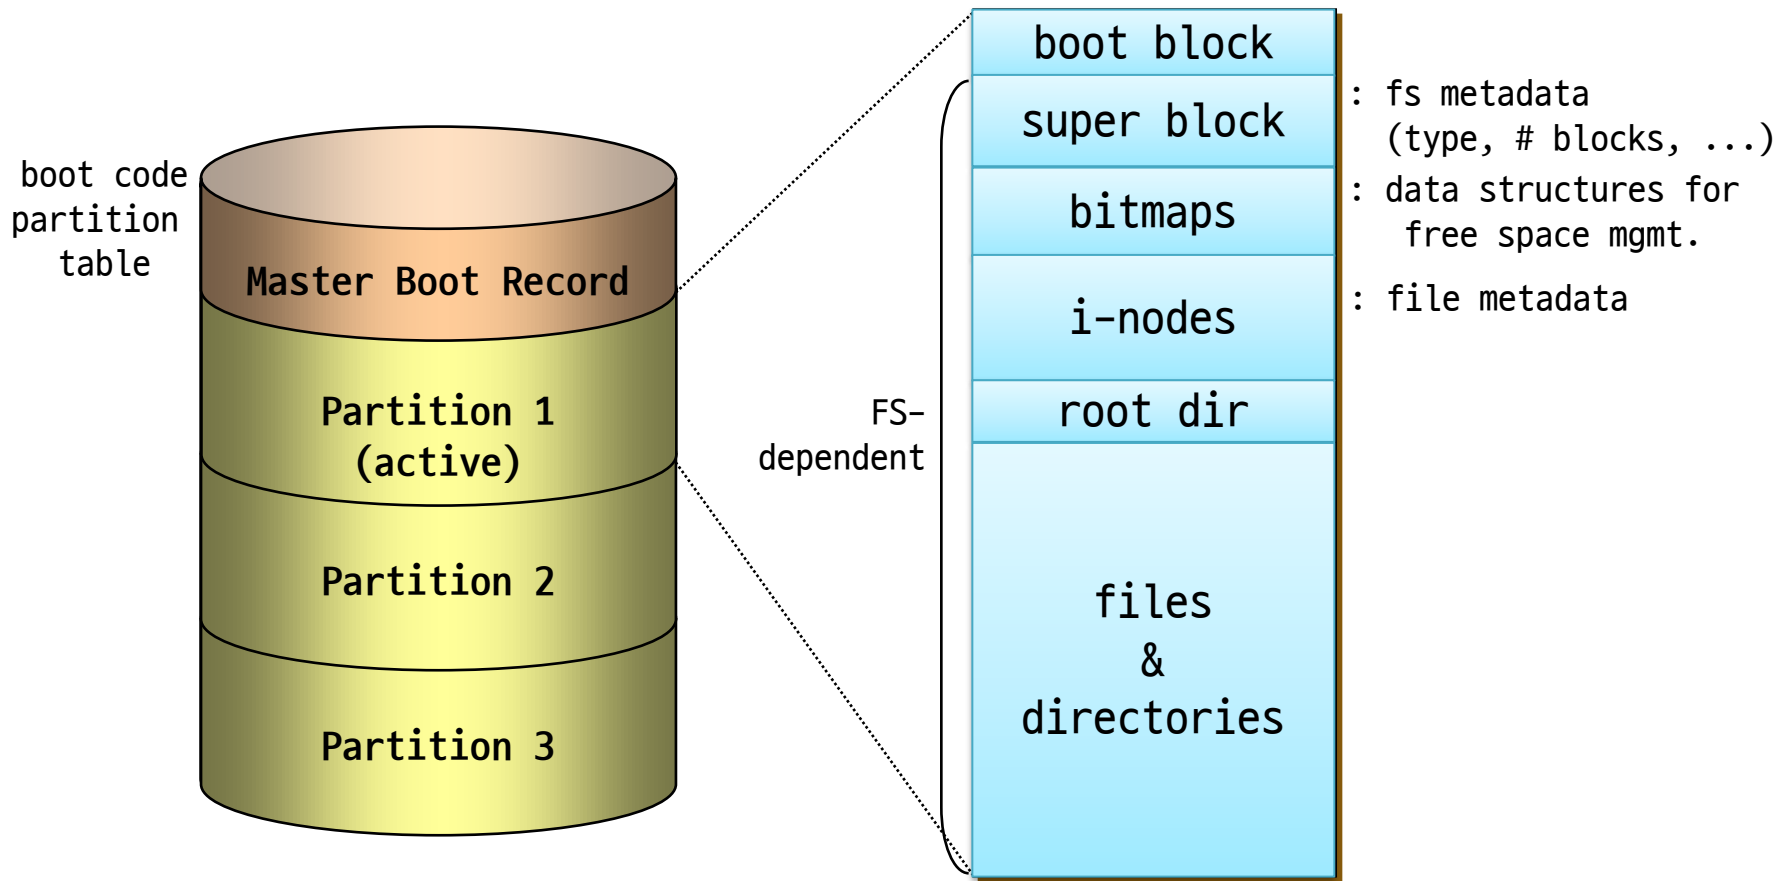 boot code
partition
table
Master Boot Record
Partition 1
(active)
Partition 2
Partition 3
FS-
dependent
boot block
super block
bitmaps
i-nodes
root dir
files
&
directories
: fs metadata
(type, # blocks, ...)
: data structures for
free space mgmt.
: file metadata